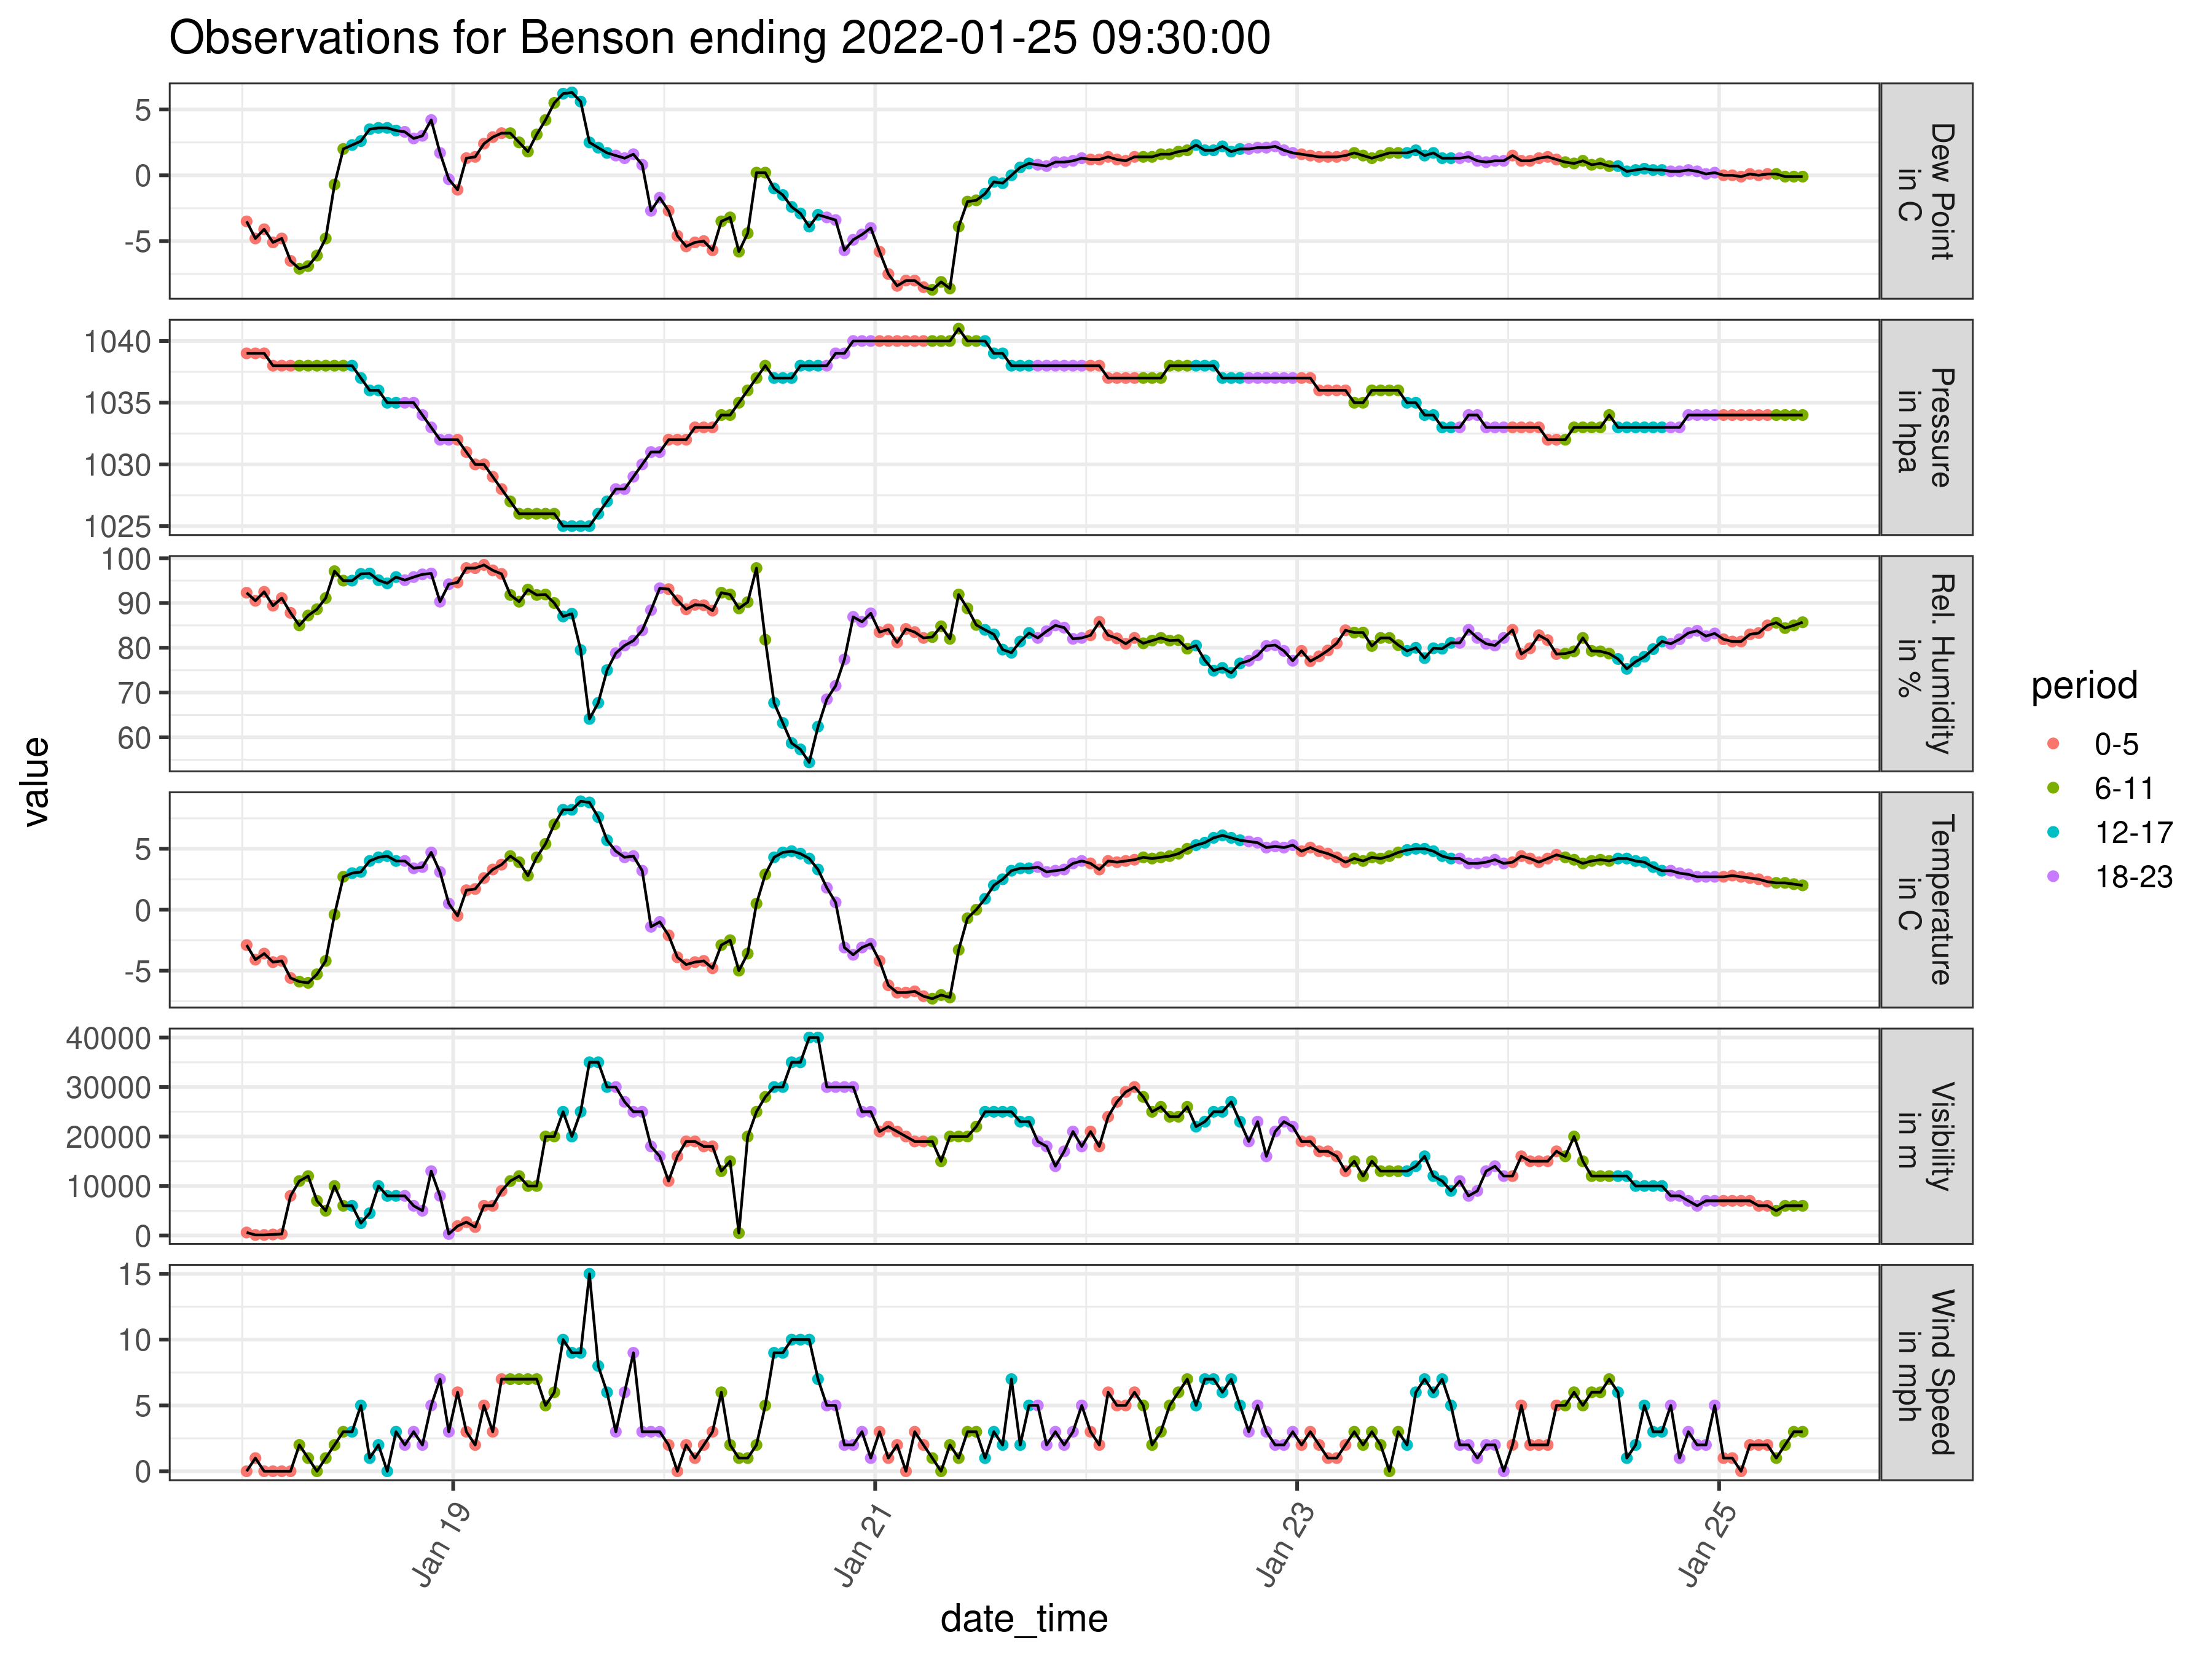 Observations for Benson ending 2022-01-25 09:30:00
value
5
0
-5
Dew Point
in C
1040
1035
1030
1025
Pressure
in hpa
100
90
80
70
60
Rel. Humidity
in %
5
0
-5
Temperature
in C
40000
30000
20000
10000
0
Visibility
in m
15
10
5
0
Wind Speed
in mph
Jan 19
Jan 21
Jan 23
Jan 25
date_time
period
0-5
6-11
12-17
18-23